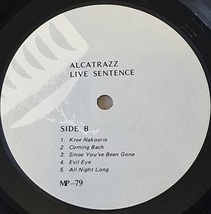 ALCATRAZZ
LIVE SENTENCE
SIDE B
1. Kree Nakoorie
2. Coming Bach
3. Since You've Been Gone
4. Evil Eye
5. All Night Long
MP-79